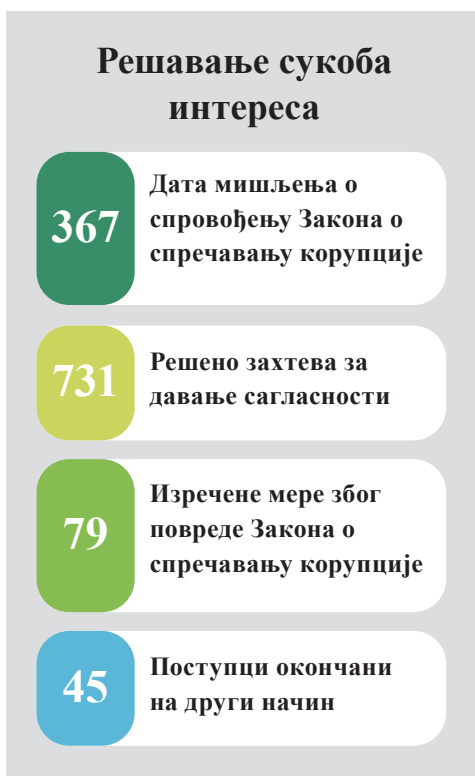 Решавање сукоба
интереса
367
Дата мишљења о
спровођењу Закона о
спречавању корупције
731
Решено захтева за
давање сагласности
79
Изречене мере због
повреде Закона о
спречавању корупције
45
Поступци окончани
на други начин